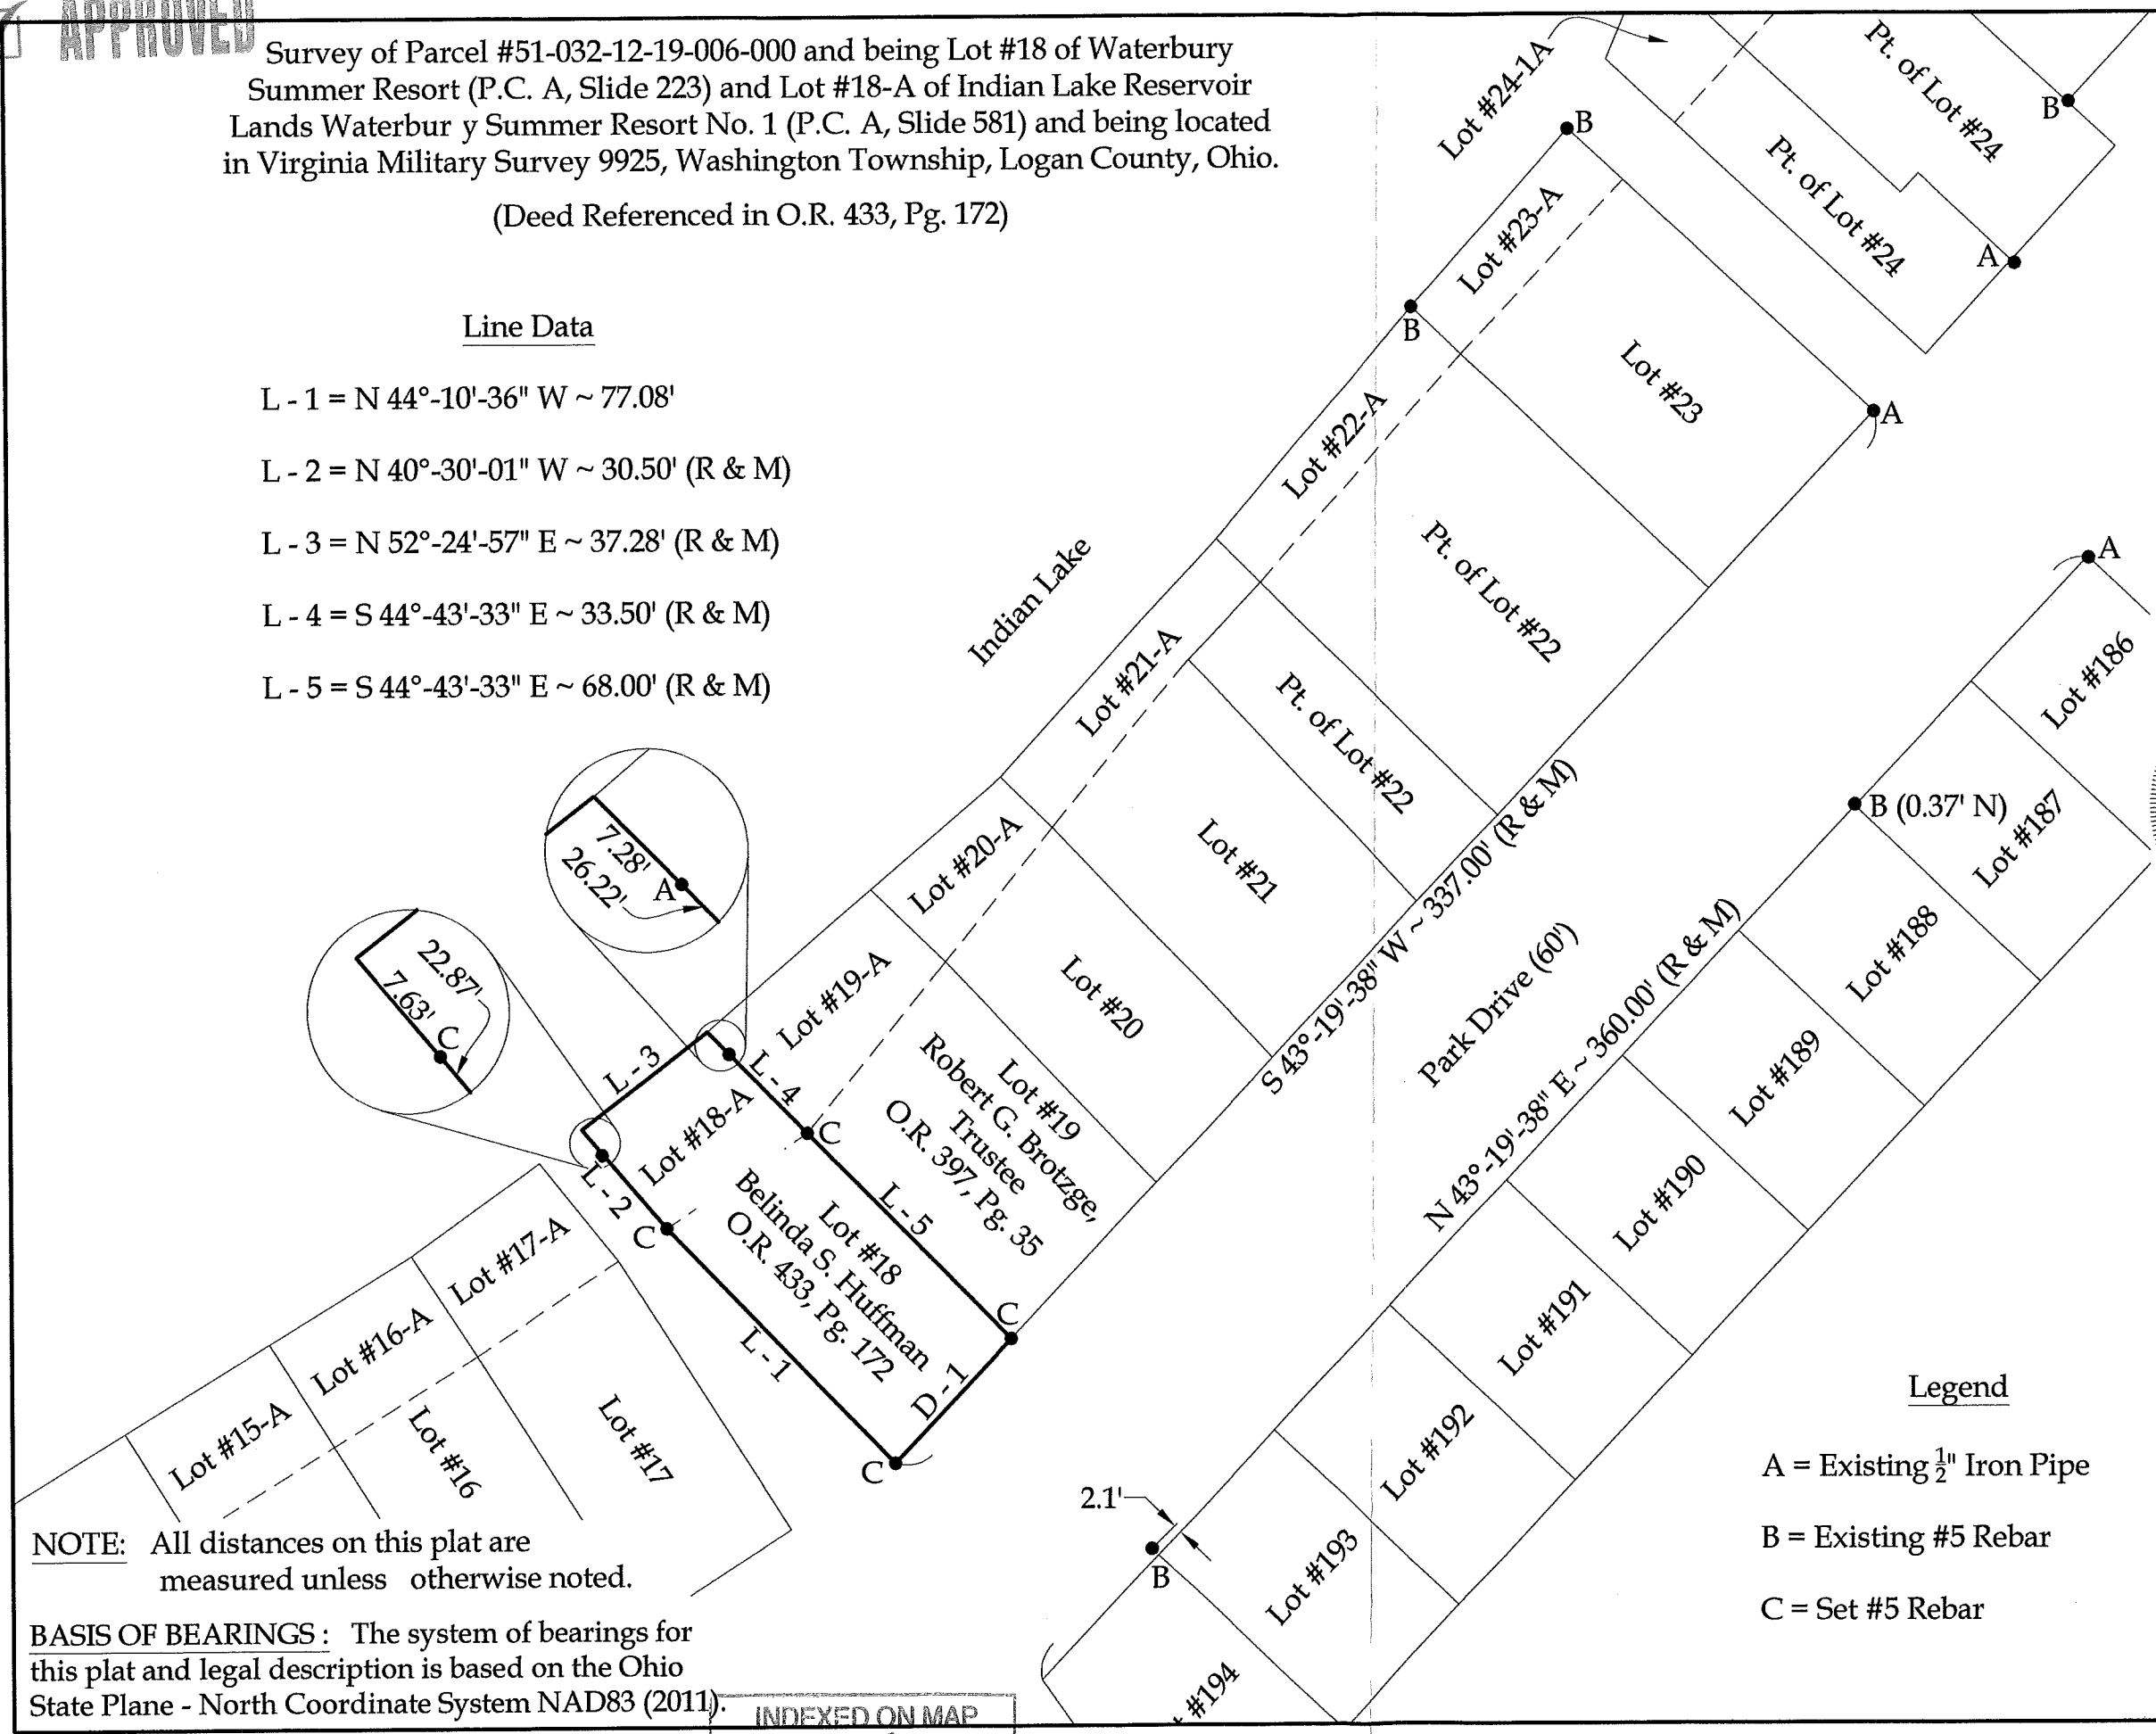 APPROVED
Survey of Parcel #51-032-12-19-006-000 and being Lot #18 of Waterbury
Summer Resort (P.C. A, Slide 223) and Lot #18-A of Indian Lake Reservoir
Lands Waterbur y Summer Resort No. 1 (P.C. A, Slide 581) and being located
in Virginia Military Survey 9925, Washington Township, Logan County, Ohio.
(Deed Referenced in O.R. 433, Pg. 172)
Line Data
L - 1 = N 44°-10'-36" W ~ 77.08'
L - 2 = N 40°-30'-01" W ~ 30.50' (R & M)
L - 3 = N 52°-24'-57" E ~ 37.28' (R & M)
L - 4 = S 44°-43'-33" E ~ 33.50' (R & M)
L - 5 = S 44°-43'-33" E ~ 68.00' (R & M)
Lot #24-1A
Pt. of Lot #24
B
Pt. of Lot #24
A
B
Lot #23-A
B
Lot #23
A
Lot #22-A
Pt. of Lot #22
Indian Lake
Lot #21-A
Pt. of Lot #22
Lot #21
Lot #20-A
Lot #20
Lot #19-A
Lot #19
Robert G. Brotzge,
Trustee
O.R. 397, Pg. 35
S 43°-19'-38" W ~ 337.00' (R & M)
Park Drive (60')
N 43°-19'-38" E ~ 360.00' (R & M)
A
Lot #186
B (0.37' N)
Lot #187
Lot #188
Lot #189
Lot #190
Lot #191
Lot #192
Lot #193
#194
2.1'
B
7.28'
26.22'
A
22.87'
7.63'
C
L - 3
L - 4
C
Lot #18-A
L - 2
C
Lot #18
Belinda S. Huffman
O.R. 433, Pg. 172
L - 5
C
L - 1
D - 1
C
Lot #17-A
Lot #16-A
Lot #15-A
Lot #16
Lot #17
Legend
A = Existing ½" Iron Pipe
B = Existing #5 Rebar
C = Set #5 Rebar
NOTE: All distances on this plat are
measured unless otherwise noted.
BASIS OF BEARINGS : The system of bearings for
this plat and legal description is based on the Ohio
State Plane - North Coordinate System NAD83 (2011).
INDEXED ON MAP